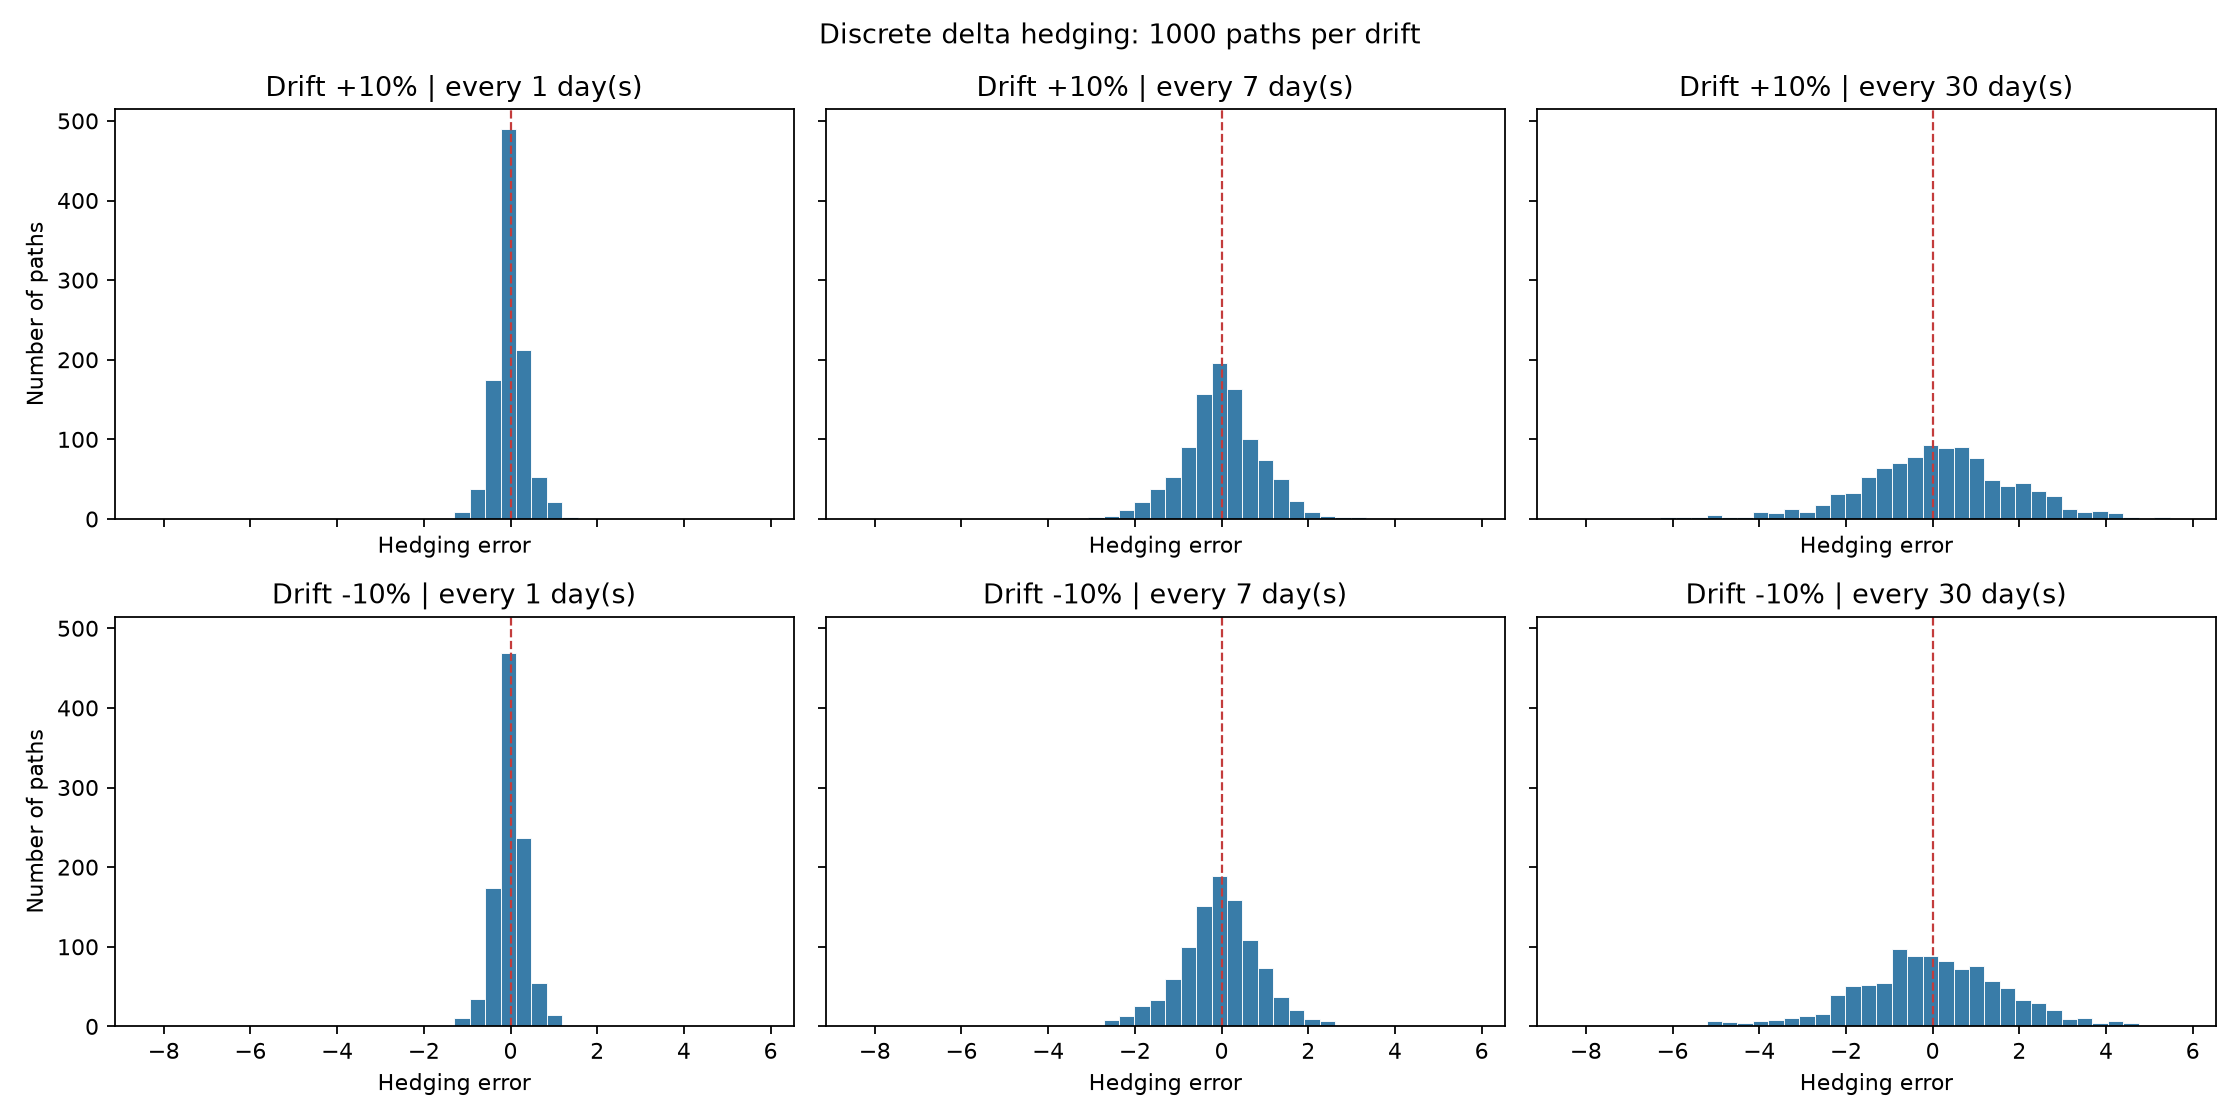 Discrete delta hedging: 1000 paths per drift
Drift +10% | every 1 day(s)
Drift +10% | every 7 day(s)
Drift +10% | every 30 day(s)
Number of paths
500
400
300
200
100
0
Hedging error
Hedging error
Hedging error
Drift -10% | every 1 day(s)
Drift -10% | every 7 day(s)
Drift -10% | every 30 day(s)
Number of paths
500
400
300
200
100
0
−8 −6 −4 −2 0 2 4 6
−8 −6 −4 −2 0 2 4 6
−8 −6 −4 −2 0 2 4 6
Hedging error
Hedging error
Hedging error